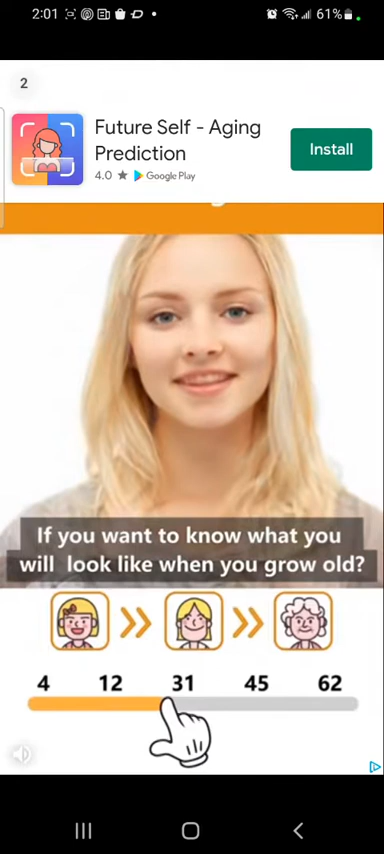 2:01
61%
2
Future Self - Aging
Prediction
Install
4.0 ★ Google Play
If you want to know what you
will look like when you grow old?
4 12 31 45 62